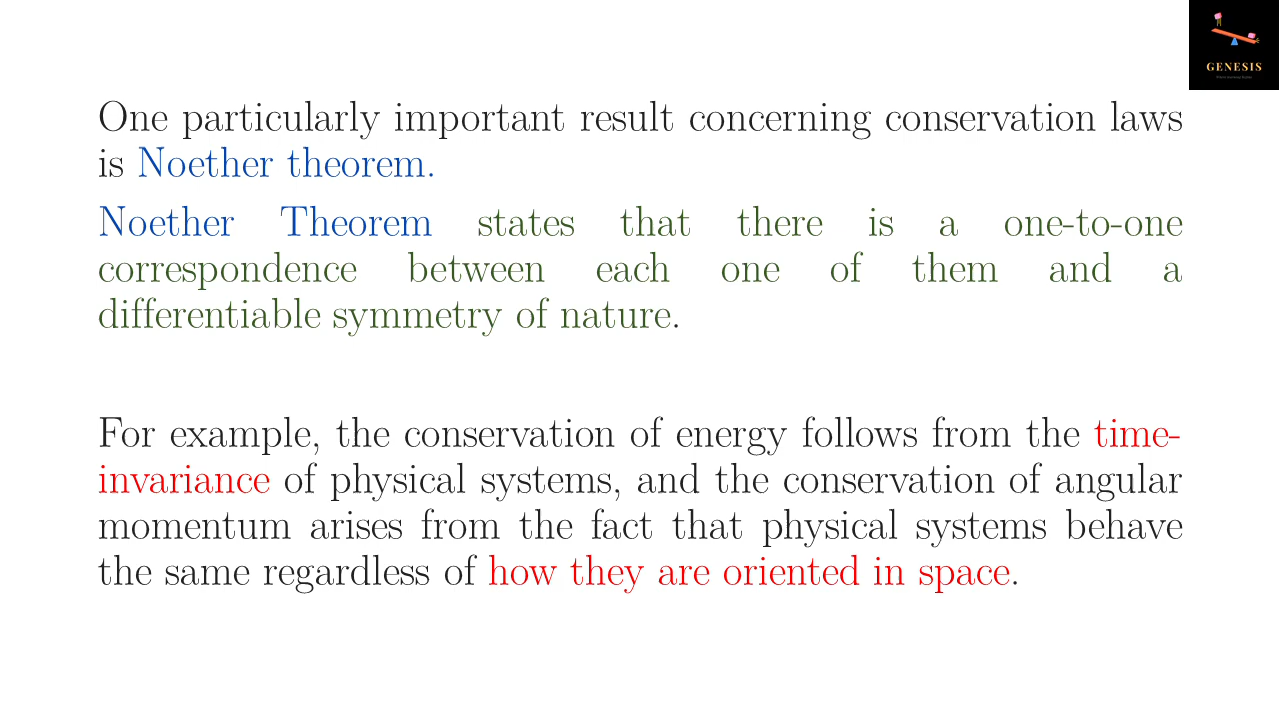 GENESIS
One particularly important result concerning conservation laws
is Noether theorem.
Noether Theorem states that there is a one-to-one
correspondence between each one of them and a
differentiable symmetry of nature.
For example, the conservation of energy follows from the time-
invariance of physical systems, and the conservation of angular
momentum arises from the fact that physical systems behave
the same regardless of how they are oriented in space.